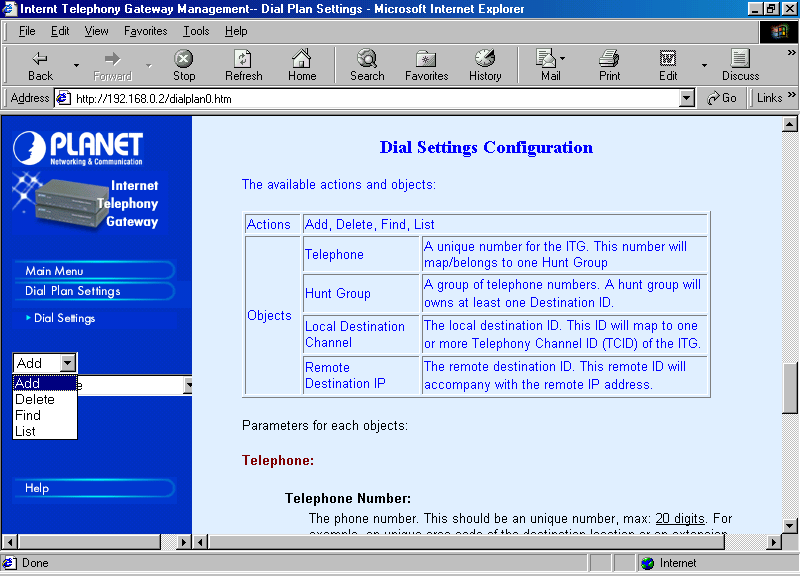 Internt Telephony Gateway Management-- Dial Plan Settings - Microsoft Internet Explorer
File Edit View Favorites Tools Help
Back Forward Stop Refresh Home Search Favorites History Mail Print Edit Discuss
Address http://192.168.0.2/dialplan0.htm Go Links
PLANET
Networking & Communication
Internet
Telephony
Gateway
Main Menu
Dial Plan Settings
Dial Settings
Add
Add
Delete
Find
List
Help
Dial Settings Configuration
The available actions and objects:
Actions Add, Delete, Find, List
Objects
Telephone
A unique number for the ITG. This number will
map/belongs to one Hunt Group
Hunt Group
A group of telephone numbers. A hunt group will
owns at least one Destination ID.
Local Destination
Channel
The local destination ID. This ID will map to one
or more Telephony Channel ID (TCID) of the ITG.
Remote
Destination IP
The remote destination ID. This remote ID will
accompany with the remote IP address.
Parameters for each objects:
Telephone:
Telephone Number:
The phone number. This should be an unique number, max: 20 digits. For
example, an unique area code of the destination location or an extension
Done Internet